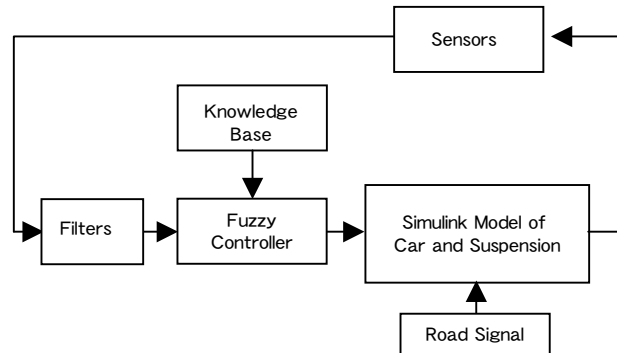 Sensors
Knowledge
Base
Filters
Fuzzy
Controller
Simulink Model of
Car and Suspension
Road Signal